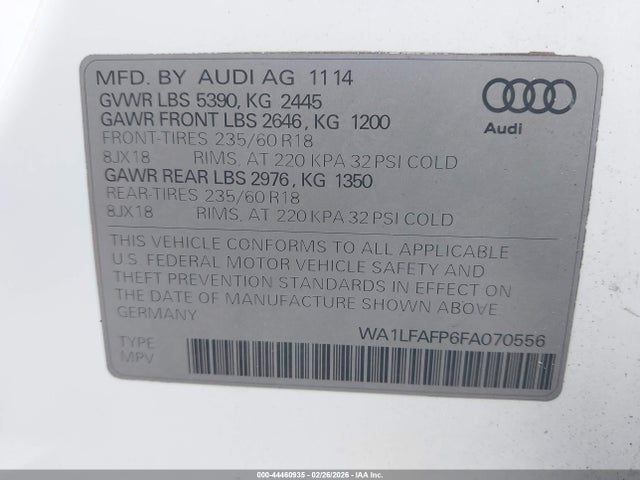 MFD. BY AUDI AG 11 14
GVWR LBS 5390, KG 2445
GAWR FRONT LBS 2646, KG 1200
FRONT-TIRES 235/60 R18
8JX18 RIMS, AT 220 KPA 32 PSI COLD
GAWR REAR LBS 2976, KG 1350
REAR-TIRES 235/60 R18
8JX18 RIMS, AT 220 KPA 32 PSI COLD
Audi
THIS VEHICLE CONFORMS TO ALL APPLICABLE
U.S. FEDERAL MOTOR VEHICLE SAFETY AND
THEFT PREVENTION STANDARDS IN EFFECT ON
THE DATE OF MANUFACTURE SHOWN ABOVE.
GERMANY
WA1LFAFP6FA070556
TYPE
MPV
000-44460935 - 02/26/2026 - IAAI.com